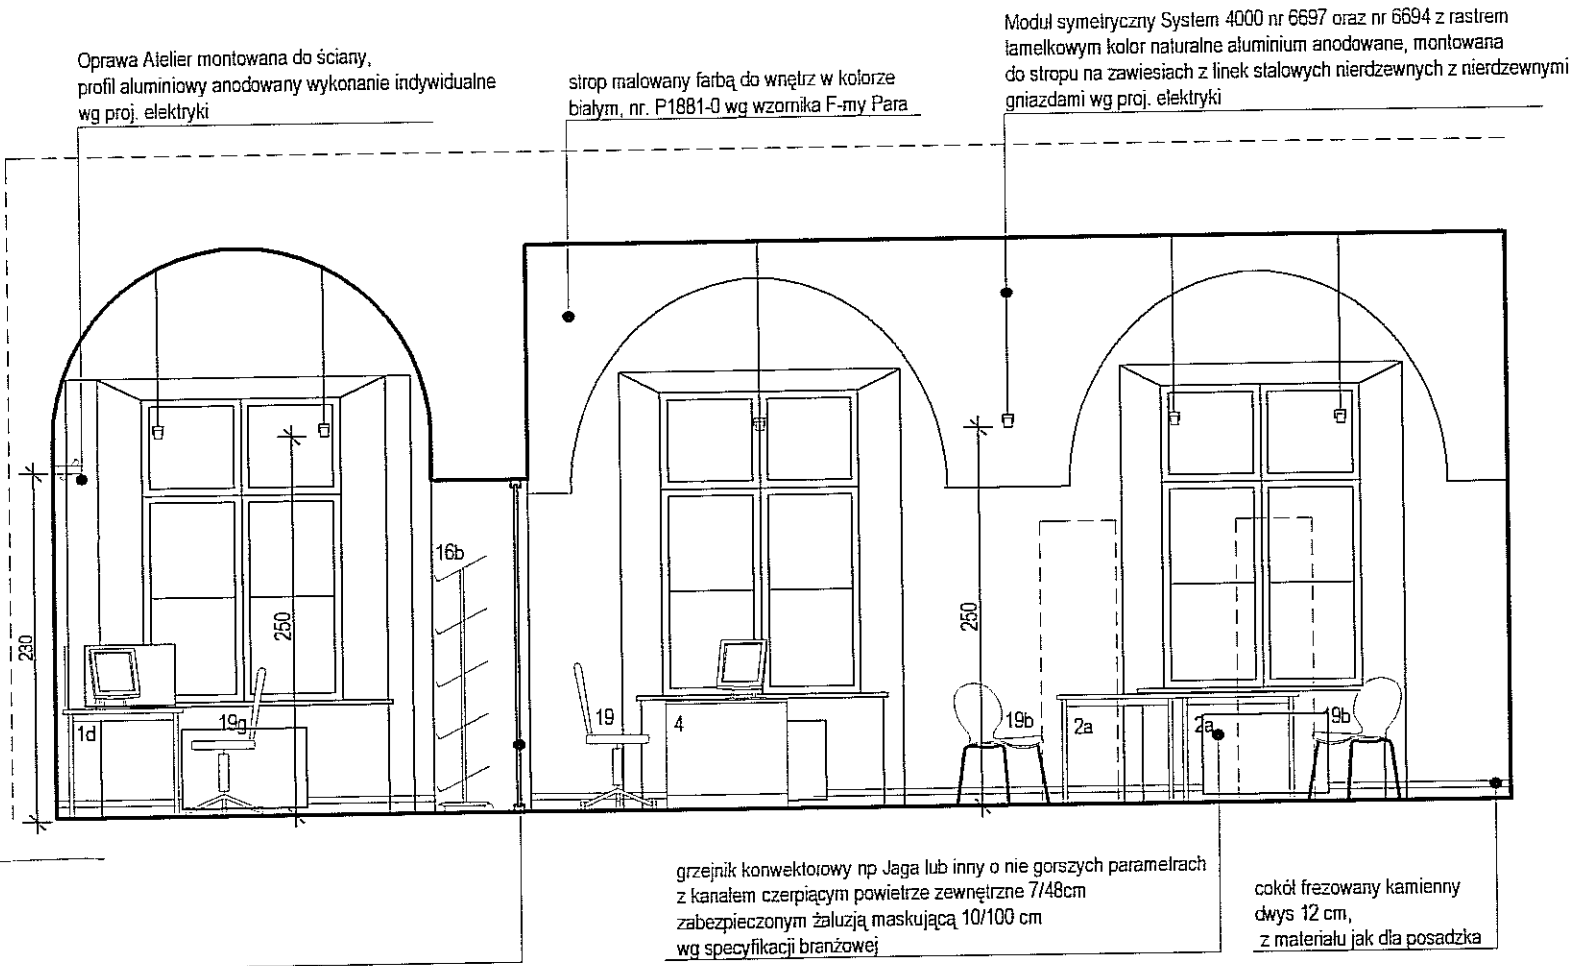 Oprawa Atelier montowana do ściany,
profil aluminiowy anodowany wykonanie indywidualne
wg proj. elektryki
strop malowany farbą do wnętrz w kolorze
białym, nr. P1881-0 wg wzornika F-my Para
Moduł symetryczny System 4000 nr 6697 oraz nr 6694 z rastrem
lamelkowym kolor naturalne aluminium anodowane, montowana
do stropu na zawiesiach z linek stalowych nierdzewnych z nierdzewnymi
gniazdami wg proj. elektryki
230
250
16b
250
1d
19g
19
4
19b
2a
2a
19b
grzejnik konwektorowy np Jaga lub inny o nie gorszych parametrach
z kanałem czerpiącym powietrze zewnętrzne 7/48cm
zabezpieczonym żaluzją maskującą 10/100 cm
wg specyfikacji branżowej
cokół frezowany kamienny
dwys 12 cm,
z materiału jak dla posadzka